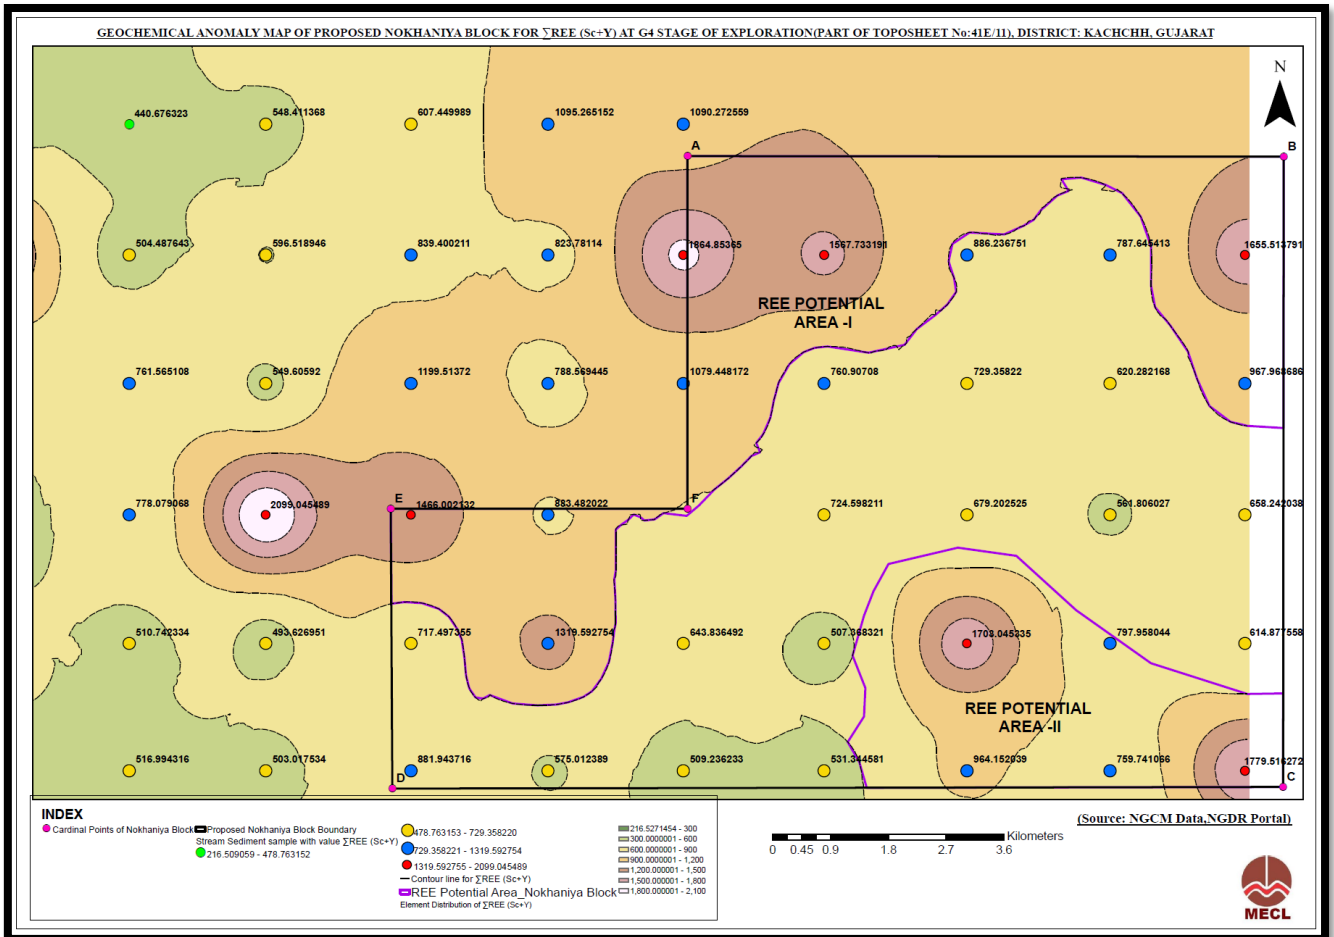 GEOCHEMICAL ANOMALY MAP OF PROPOSED NOKHANIYA BLOCK FOR ∑REE (Sc+Y) AT G4 STAGE OF EXPLORATION(PART OF TOPOSHEET No:41E/11), DISTRICT: KACHCHH, GUJARAT
N
440.676323 548.411368 607.449989 1095.265152 1090.272559
A B
504.487643 596.518946 839.400211 823.78114 1864.85365 1567.733191 886.236751 787.645413 1655.513791
REE POTENTIAL
AREA -I
761.565108 549.60592 1199.51372 788.569445 1079.448172 760.90708 729.35822 620.282168 967.968686
E F
778.079068 2099.045489 1466.002132 883.482022 724.598211 679.202525 561.806027 658.242038
510.742334 493.626951 717.497355 1319.592754 643.836492 507.368321 1703.045335 797.958044 614.877558
REE POTENTIAL
AREA -II
516.994316 503.017534 881.943716 575.012389 509.236233 531.344581 964.152039 759.741066 1779.516272
D C
INDEX
Cardinal Points of Nokhaniya Block
Proposed Nokhaniya Block Boundary
Stream Sediment sample with value ∑REE (Sc+Y)
216.509059 - 478.763152
478.763153 - 729.358220
729.358221 - 1319.592754
1319.592755 - 2099.045489
Contour line for ∑REE (Sc+Y)
REE Potential Area_Nokhaniya Block
Element Distribution of ∑REE (Sc+Y)
216.5271454 - 300
300.0000001 - 600
600.0000001 - 900
900.0000001 - 1,200
1,200.000001 - 1,500
1,500.000001 - 1,800
1,800.000001 - 2,100
Kilometers
0 0.45 0.9 1.8 2.7 3.6
(Source: NGCM Data,NGDR Portal)
MECL